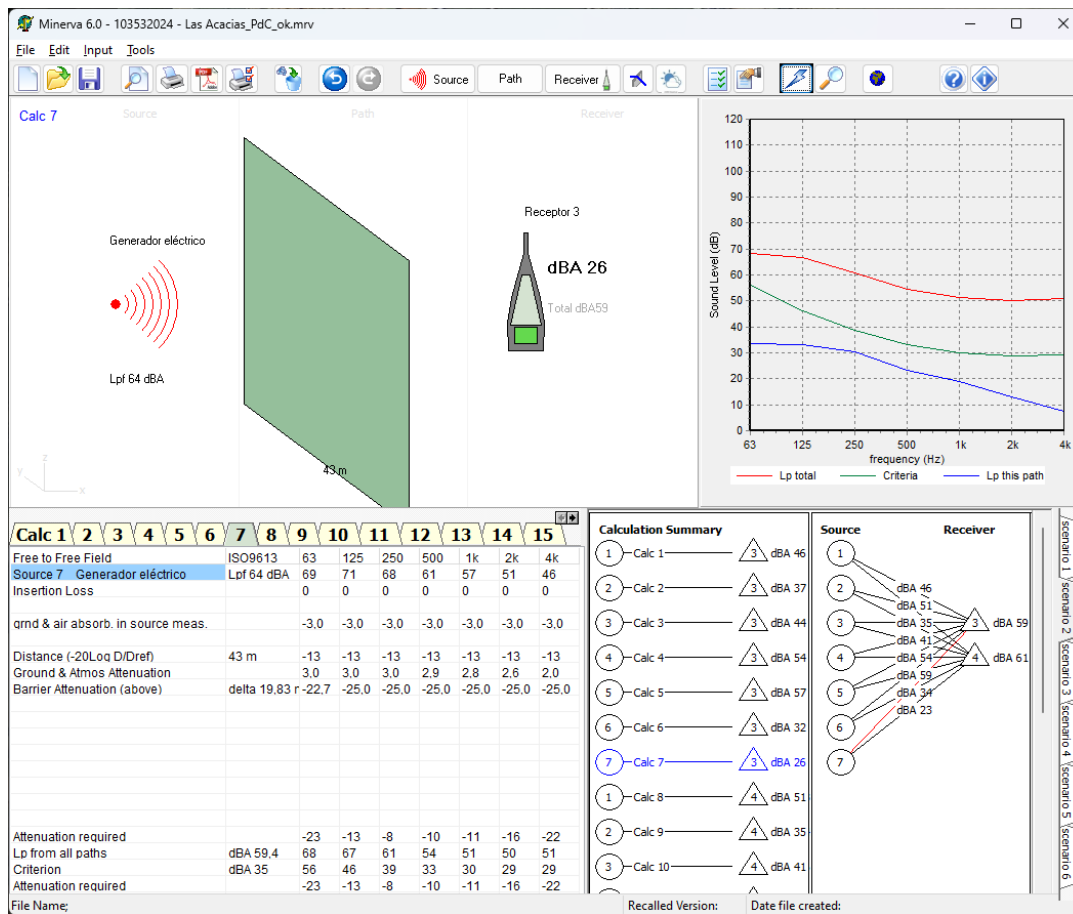 Minerva 6.0 - 103532024 - Las Acacias_PdC_ok.mrv
File Edit Input Tools
Source Path Receiver
Calc 7 Source Path Receiver
Generador eléctrico
Lpf 64 dBA
43 m
z
y
x
Receptor 3
dBA 26
Total dBA59
Sound Level (dB)
120
110
100
90
80
70
60
50
40
30
20
10
0
63 125 250 500 1k 2k 4k
frequency (Hz)
Lp total Criteria Lp this path
Calc 1 2 3 4 5 6 7 8 9 10 11 12 13 14 15
Free to Free Field ISO9613 63 125 250 500 1k 2k 4k
Source 7 Generador eléctrico Lpf 64 dBA 69 71 68 61 57 51 46
Insertion Loss 0 0 0 0 0 0 0
grnd & air absorb. in source meas. -3,0 -3,0 -3,0 -3,0 -3,0 -3,0 -3,0
Distance (-20Log D/Dref) 43 m -13 -13 -13 -13 -13 -13 -13
Ground & Atmos Attenuation 3,0 3,0 3,0 2,9 2,8 2,6 2,0
Barrier Attenuation (above) delta 19,83 r -22,7 -25,0 -25,0 -25,0 -25,0 -25,0 -25,0
Attenuation required -23 -13 -8 -10 -11 -16 -22
Lp from all paths dBA 59,4 68 67 61 54 51 50 51
Criterion dBA 35 56 46 39 33 30 29 29
Attenuation required -23 -13 -8 -10 -11 -16 -22
Calculation Summary
1 Calc 1 3 dBA 46
2 Calc 2 3 dBA 37
3 Calc 3 3 dBA 44
4 Calc 4 3 dBA 54
5 Calc 5 3 dBA 57
6 Calc 6 3 dBA 32
7 Calc 7 3 dBA 26
1 Calc 8 4 dBA 51
2 Calc 9 4 dBA 35
3 Calc 10 4 dBA 41
Source Receiver
1
2 dBA 46
dBA 51
3 dBA 35 3 dBA 59
dBA 41
4 dBA 54 4 dBA 61
dBA 59
5 dBA 34
dBA 23
6
7
scenario 1
scenario 2
scenario 3
scenario 4
scenario 5
scenario 6
File Name; Recalled Version: Date file created: